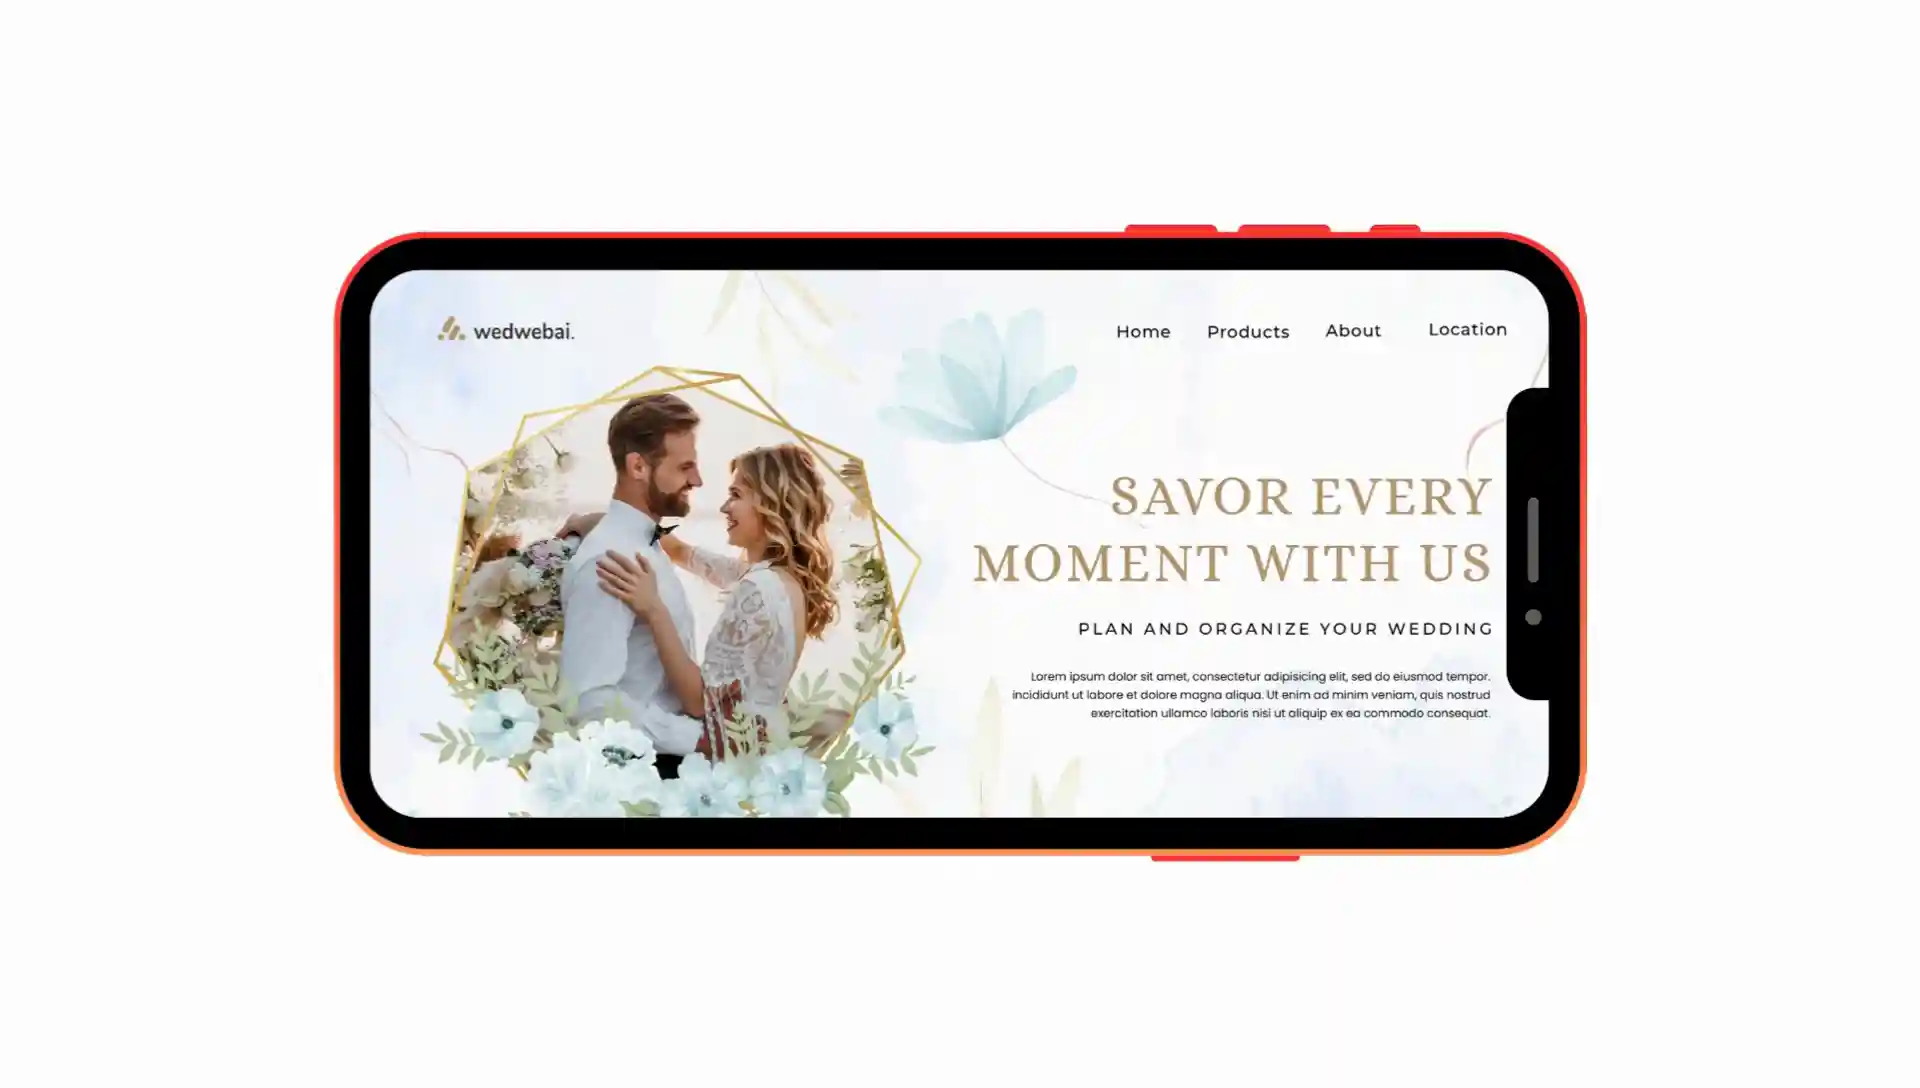 wedwebai.
Home Products About Location
SAVOR EVERY
MOMENT WITH US
PLAN AND ORGANIZE YOUR WEDDING
Lorem ipsum dolor sit amet, consectetur adipisicing elit, sed do eiusmod tempor.
incididunt ut labore et dolore magna aliqua. Ut enim ad minim veniam, quis nostrud
exercitation ullamco laboris nisi ut aliquip ex ea commodo consequat.